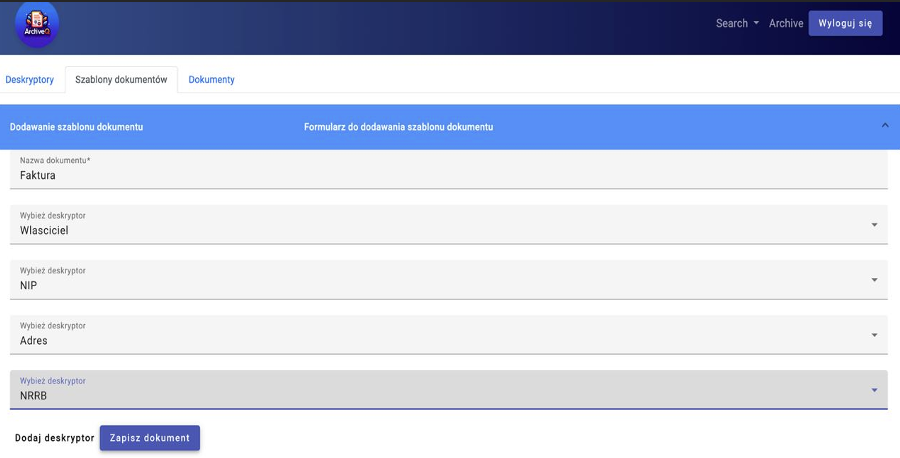 ArchiveQ
Search Archive Wyloguj się
Deskryptory Szablony dokumentów Dokumenty
Dodawanie szablonu dokumentu Formularz do dodawania szablonu dokumentu
Nazwa dokumentu*
Faktura
Wybież deskryptor
Wlasciciel
Wybież deskryptor
NIP
Wybież deskryptor
Adres
Wybież deskryptor
NRRB
Dodaj deskryptor Zapisz dokument